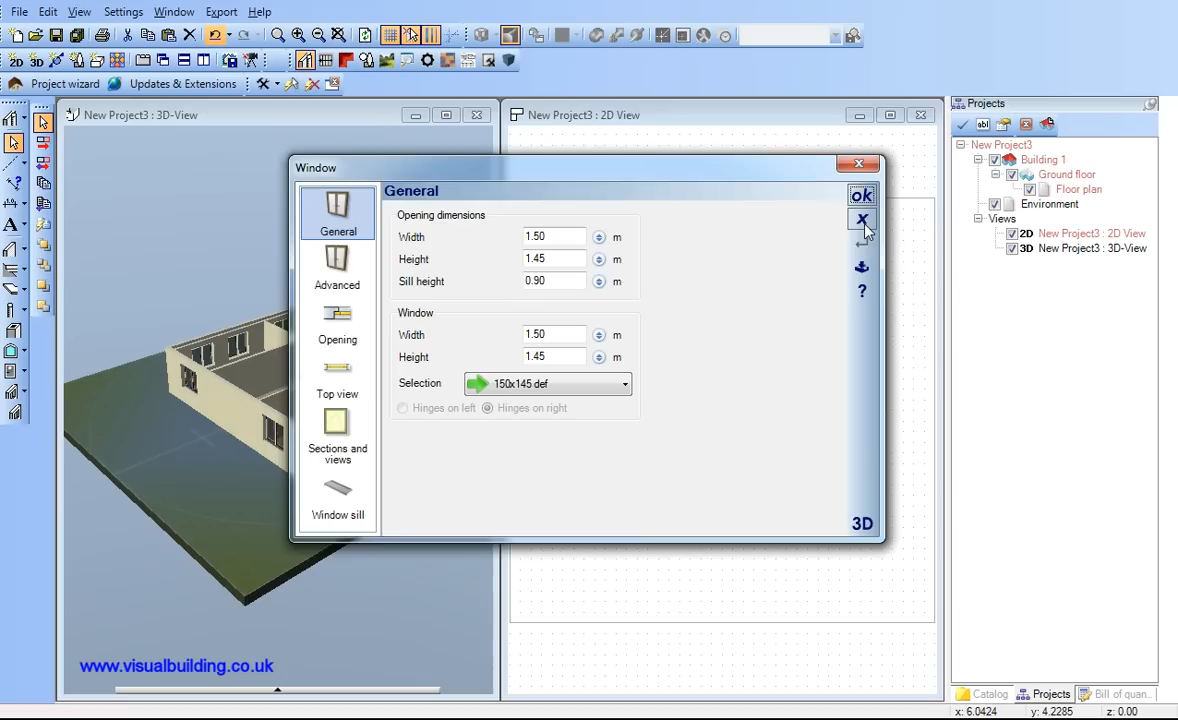 File Edit View Settings Window Export Help
2D 3D
Project wizard Updates & Extensions
New Project3 : 3D-View
New Project3 : 2D View
Projects
abl
New Project3
Building 1
Ground floor
Floor plan
Environment
Views
2D New Project3 : 2D View
3D New Project3 : 3D-View
Window
General
Advanced
Opening
Top view
Sections and
views
Window sill
General
Opening dimensions
Width 1.50 m
Height 1.45 m
Sill height 0.90 m
Window
Width 1.50 m
Height 1.45 m
Selection 150x145 def
Hinges on left Hinges on right
ok
x
?
3D
A
www.visualbuilding.co.uk
Catalog Projects Bill of quan...
x: 6.0424 y: 4.2285 z: 0.00